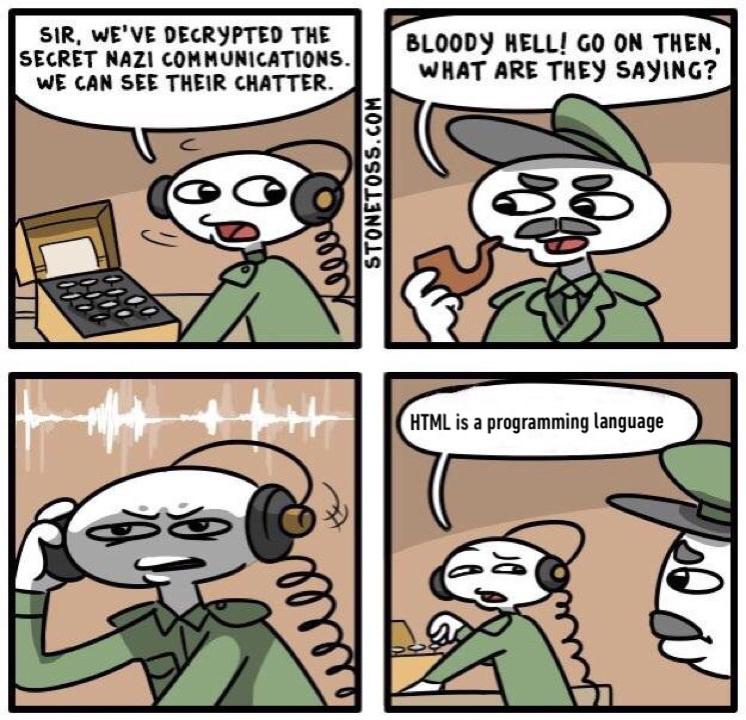 SIR, WE'VE DECRYPTED THE
SECRET NAZI COMMUNICATIONS.
WE CAN SEE THEIR CHATTER.
STONETOSS.COM
BLOODY HELL! GO ON THEN,
WHAT ARE THEY SAYING?
HTML is a programming language